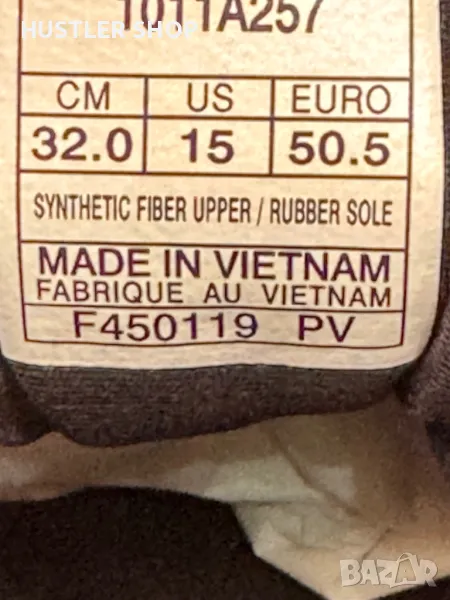 HUSTLER SHOP
1011A257
CM US EURO
32.0 15 50.5
SYNTHETIC FIBER UPPER / RUBBER SOLE
MADE IN VIETNAM
FABRIQUE AU VIETNAM
F450119 PV
BAZAR